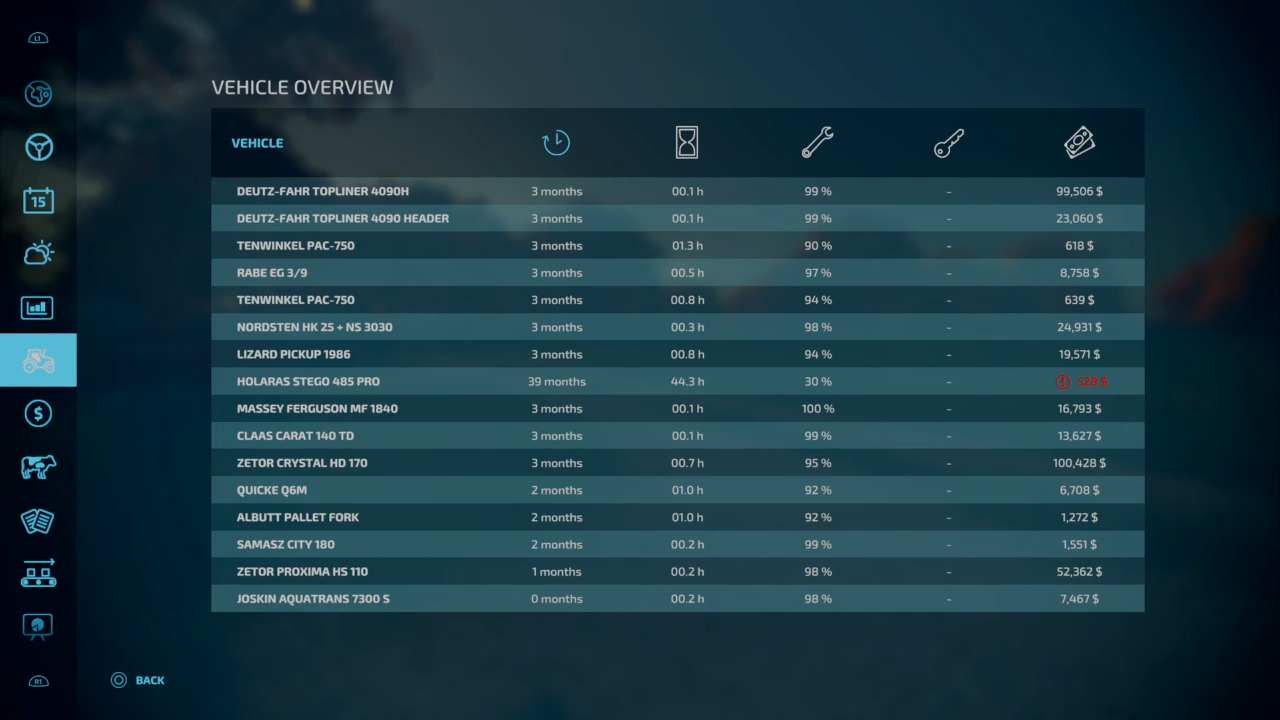 L1
VEHICLE OVERVIEW
VEHICLE
DEUTZ-FAHR TOPLINER 4090H 3 months 00.1 h 99 % - 99,506 $
DEUTZ-FAHR TOPLINER 4090 HEADER 3 months 00.1 h 99 % - 23,060 $
TENWINKEL PAC-750 3 months 01.3 h 90 % - 618 $
RABE EG 3/9 3 months 00.5 h 97 % - 8,758 $
TENWINKEL PAC-750 3 months 00.8 h 94 % - 639 $
NORDSTEN HK 25 + NS 3030 3 months 00.3 h 98 % - 24,931 $
LIZARD PICKUP 1986 3 months 00.8 h 94 % - 19,571 $
HOLARAS STEGO 485 PRO 39 months 44.3 h 30 % - 528 $
MASSEY FERGUSON MF 1840 3 months 00.1 h 100 % - 16,793 $
CLAAS CARAT 140 TD 3 months 00.1 h 99 % - 13,627 $
ZETOR CRYSTAL HD 170 3 months 00.7 h 95 % - 100,428 $
QUICKE Q6M 2 months 01.0 h 92 % - 6,708 $
ALBUTT PALLET FORK 2 months 01.0 h 92 % - 1,272 $
SAMASZ CITY 180 2 months 00.2 h 99 % - 1,551 $
ZETOR PROXIMA HS 110 1 months 00.2 h 98 % - 52,362 $
JOSKIN AQUATRANS 7300 S 0 months 00.2 h 98 % - 7,467 $
15
$
R1
BACK